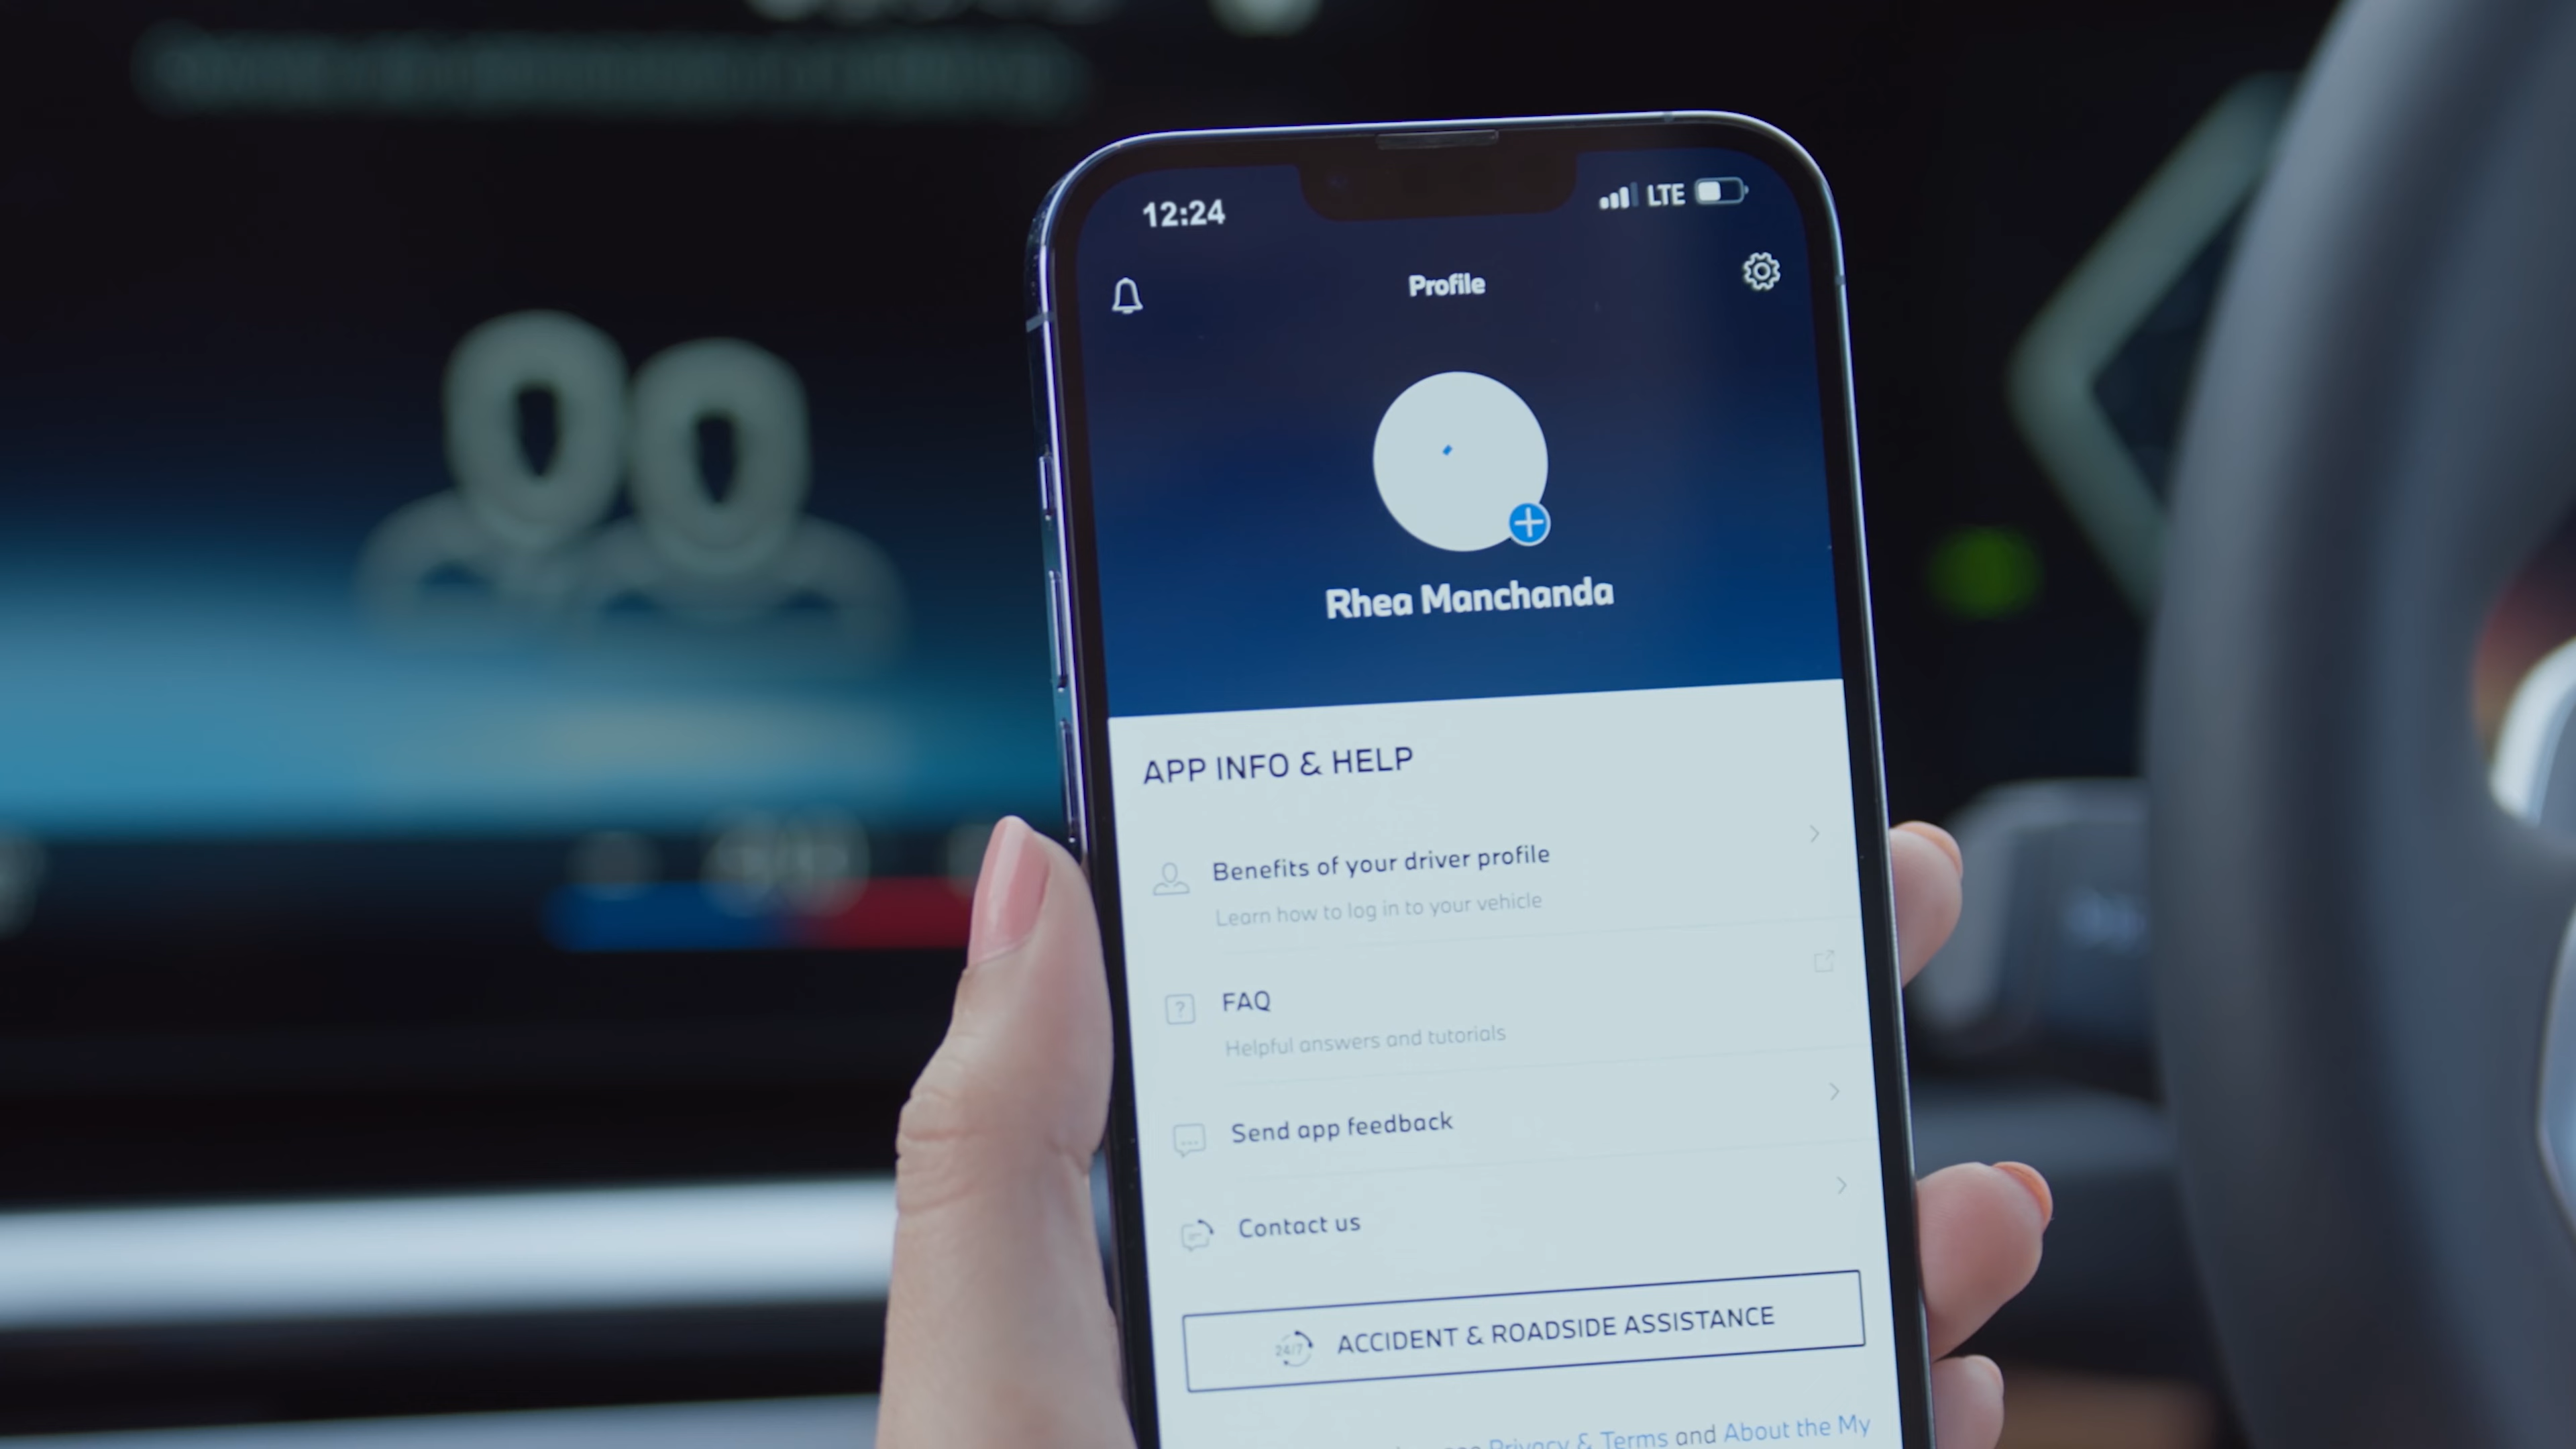 12:24
LTE
Profile
Rhea Manchanda
APP INFO & HELP
Benefits of your driver profile
Learn how to log in to your vehicle
FAQ
Helpful answers and tutorials
Send app feedback
Contact us
24/7 ACCIDENT & ROADSIDE ASSISTANCE
Privacy & Terms and About the My